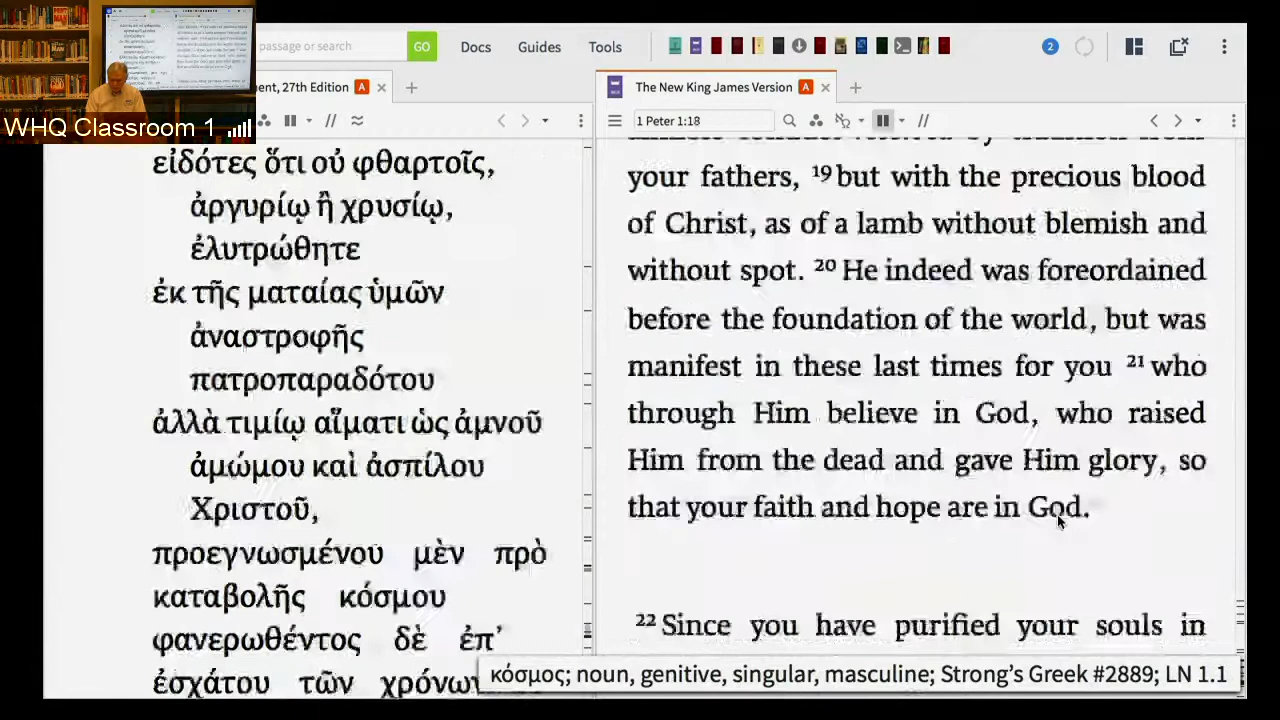 passage or search
GO
Docs
Guides
Tools
2
ent, 27th Edition
A
The New King James Version
A
WHQ Classroom 1
1 Peter 1:18
εἰδότες ὅτι οὐ φθαρτοῖς,
ἀργυρίῳ ἢ χρυσίῳ,
ἐλυτρώθητε
ἐκ τῆς ματαίας ὑμῶν
ἀναστροφῆς
πατροπαραδότου
ἀλλὰ τιμίῳ αἵματι ὡς ἀμνοῦ
ἀμώμου καὶ ἀσπίλου
Χριστοῦ,
προεγνωσμένου μὲν πρὸ
καταβολῆς κόσμου
φανερωθέντος δὲ ἐπ’
ἐσχάτου τῶν
your fathers, ¹⁹ but with the precious blood
of Christ, as of a lamb without blemish and
without spot. ²⁰ He indeed was foreordained
before the foundation of the world, but was
manifest in these last times for you ²¹ who
through Him believe in God, who raised
Him from the dead and gave Him glory, so
that your faith and hope are in God.
²² Since you have purified your souls in
κόσμος; noun, genitive, singular, masculine; Strong’s Greek #2889; LN 1.1